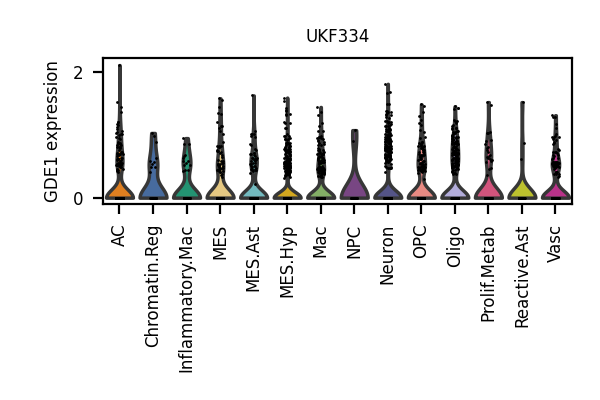 UKF334
GDE1 expression
2
0
AC
Chromatin.Reg
Inflammatory.Mac
MES
MES.Ast
MES.Hyp
Mac
NPC
Neuron
OPC
Oligo
Prolif.Metab
Reactive.Ast
Vasc